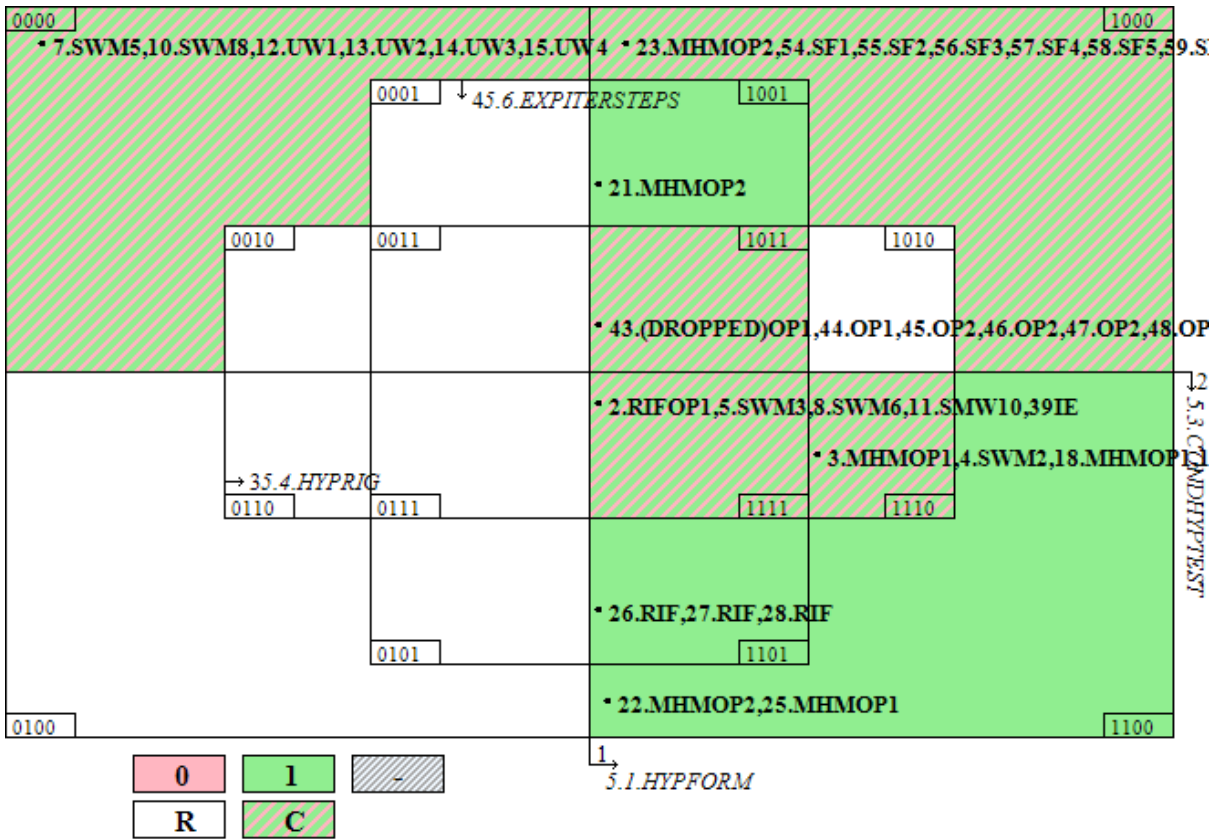 0000 1000
7.SWM5,10.SWM8,12.UW1,13.UW2,14.UW3,15.UW4 23.MHMOP2,54.SF1,55.SF2,56.SF3,57.SF4,58.SF5,59.S
0001 45.6.EXPITERSTEPS 1001
21.MHMOP2
0010 0011 1011 1010
43.(DROPPED)OP1,44.OP1,45.OP2,46.OP2,47.OP2,48.OP
2
5.3.CONDHYPTEST
2.RIFOP1,5.SWM3,8.SWM6,11.SMW10,39IE
3.MHMOP1,4.SWM2,18.MHMOP1,1
35.4.HYPRIG
0110 0111 1111 1110
26.RIF,27.RIF,28.RIF
0101 1101
22.MHMOP2,25.MHMOP1
0100 1100
1
5.1.HYPFORM
0 1 -
R C